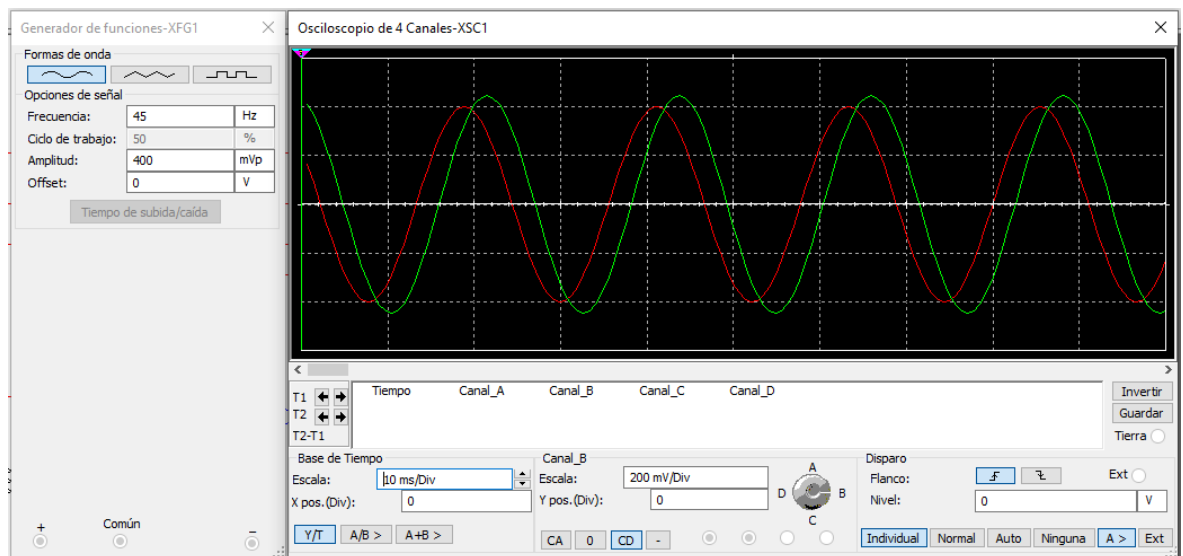 Generador de funciones-XFG1
Formas de onda
Opciones de señal
Frecuencia: 45 Hz
Ciclo de trabajo: 50 %
Amplitud: 400 mVp
Offset: 0 V
Tiempo de subida/caída
+ Común -
Osciloscopio de 4 Canales-XSC1
Tiempo Canal_A Canal_B Canal_C Canal_D
T1
T2
T2-T1
Invertir
Guardar
Tierra
Base de Tiempo
Escala: 10 ms/Div
X pos.(Div): 0
Y/T A/B > A+B >
Canal_B
Escala: 200 mV/Div
Y pos.(Div): 0
CA 0 CD -
A
D B
C
Disparo
Flanco: Ext
Nivel: 0 V
Individual Normal Auto Ninguna A > Ext